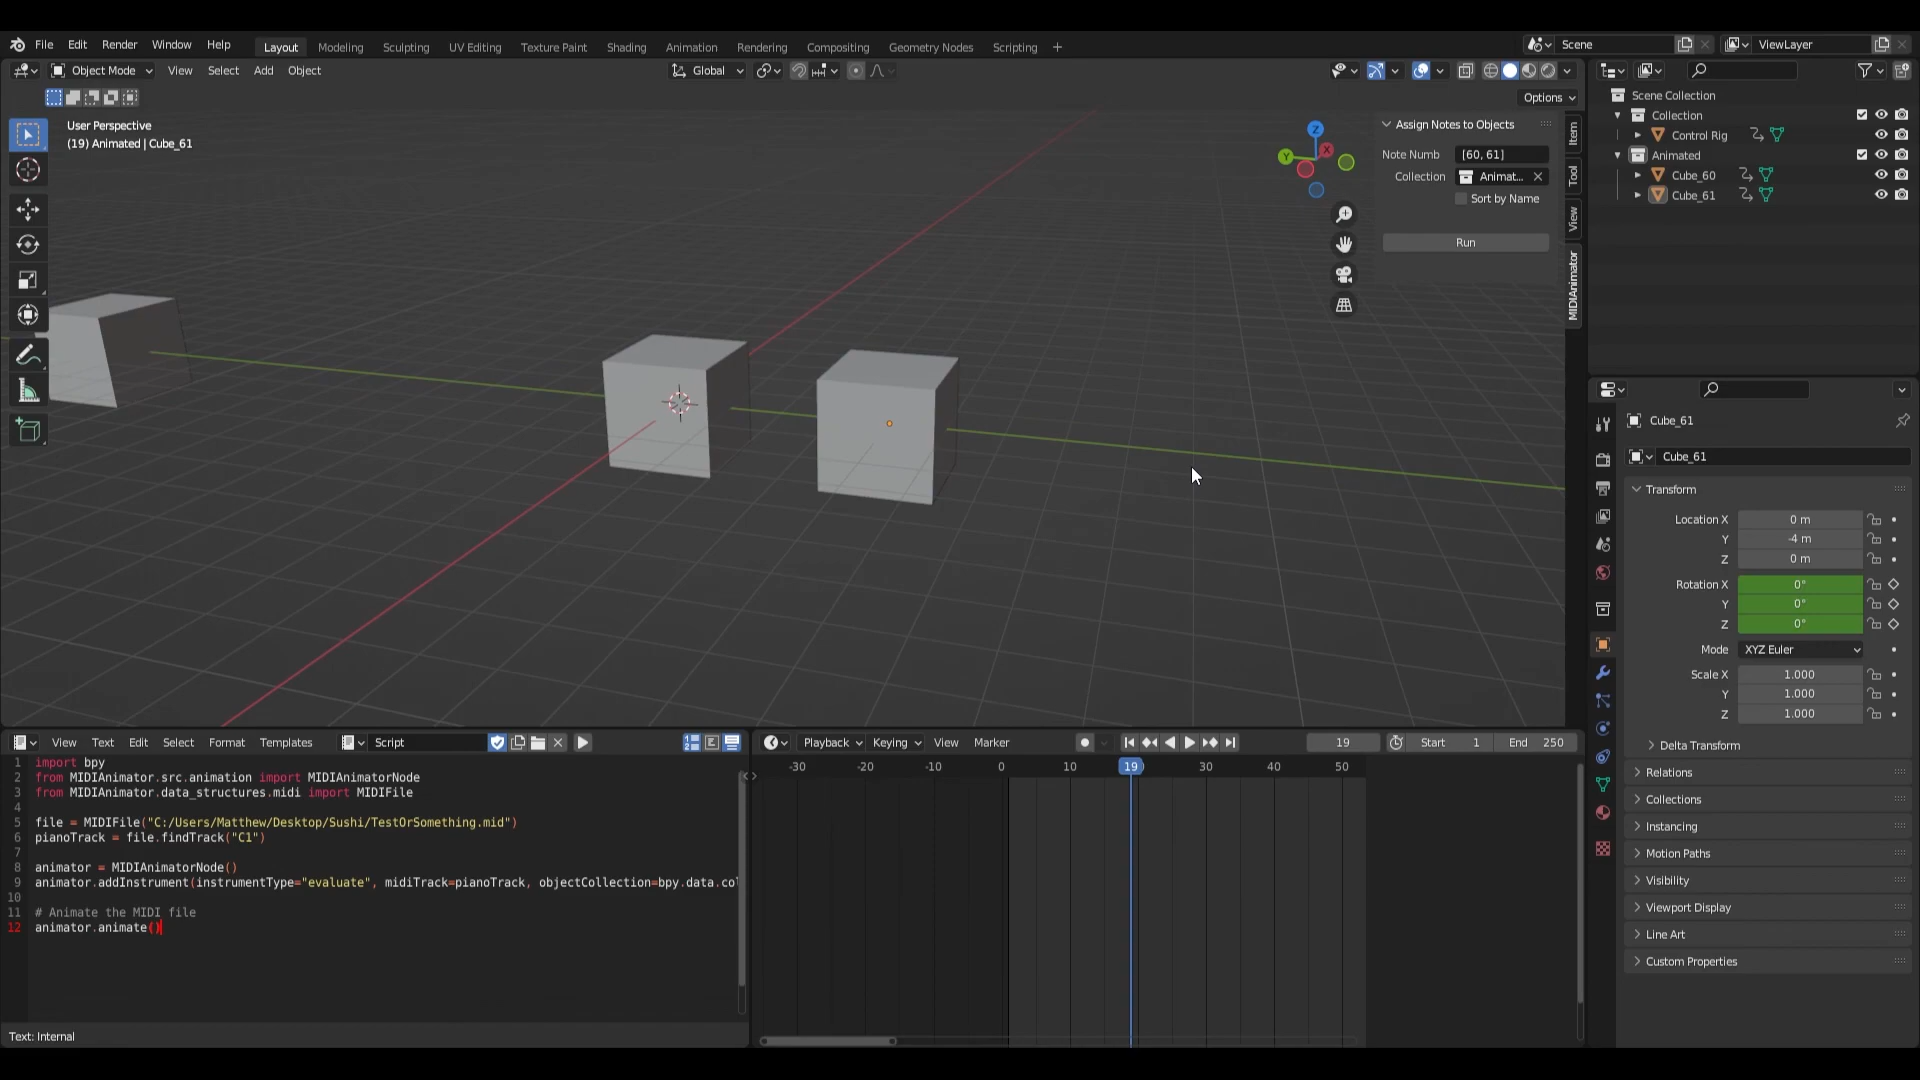 File Edit Render Window Help Layout Modeling Sculpting UV Editing Texture Paint Shading Animation Rendering Compositing Geometry Nodes Scripting + Scene ViewLayer
Object Mode View Select Add Object Global
Options
User Perspective
(19) Animated | Cube_61
Z
Y
X
Assign Notes to Objects
Note Numb [60, 61]
Collection Animat...
Sort by Name
Run
Item
Tool
View
MIDIAnimator
Scene Collection
Collection
Control Rig
Animated
Cube_60
Cube_61
Cube_61
Cube_61
Transform
Location X 0 m
Y -4 m
Z 0 m
Rotation X 0°
Y 0°
Z 0°
Mode XYZ Euler
Scale X 1.000
Y 1.000
Z 1.000
Delta Transform
Relations
Collections
Instancing
Motion Paths
Visibility
Viewport Display
Line Art
Custom Properties
View Text Edit Select Format Templates Script
1 import bpy
2 from MIDIAnimator.src.animation import MIDIAnimatorNode
3 from MIDIAnimator.data_structures.midi import MIDIFile
4
5 file = MIDIFile("C:/Users/Matthew/Desktop/Sushi/TestOrSomething.mid")
6 pianoTrack = file.findTrack("C1")
7
8 animator = MIDIAnimatorNode()
9 animator.addInstrument(instrumentType="evaluate", midiTrack=pianoTrack, objectCollection=bpy.data.col
10
11 # Animate the MIDI file
12 animator.animate()
Text: Internal
Playback Keying View Marker 19 Start 1 End 250
-30 -20 -10 0 10 19 30 40 50